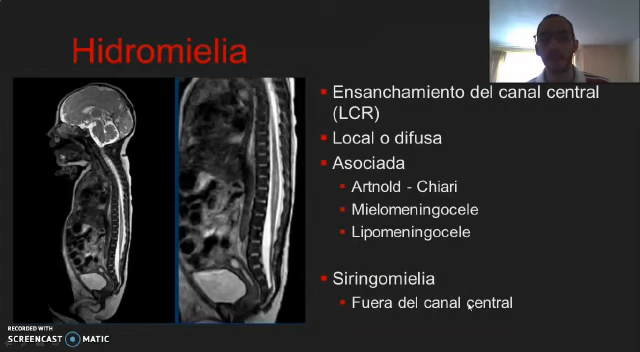 Hidromielia
Ensanchamiento del canal central
(LCR)
Local o difusa
Asociada
Artnold - Chiari
Mielomeningocele
Lipomeningocele
Siringomielia
Fuera del canal central
RECORDED WITH
SCREENCAST MATIC